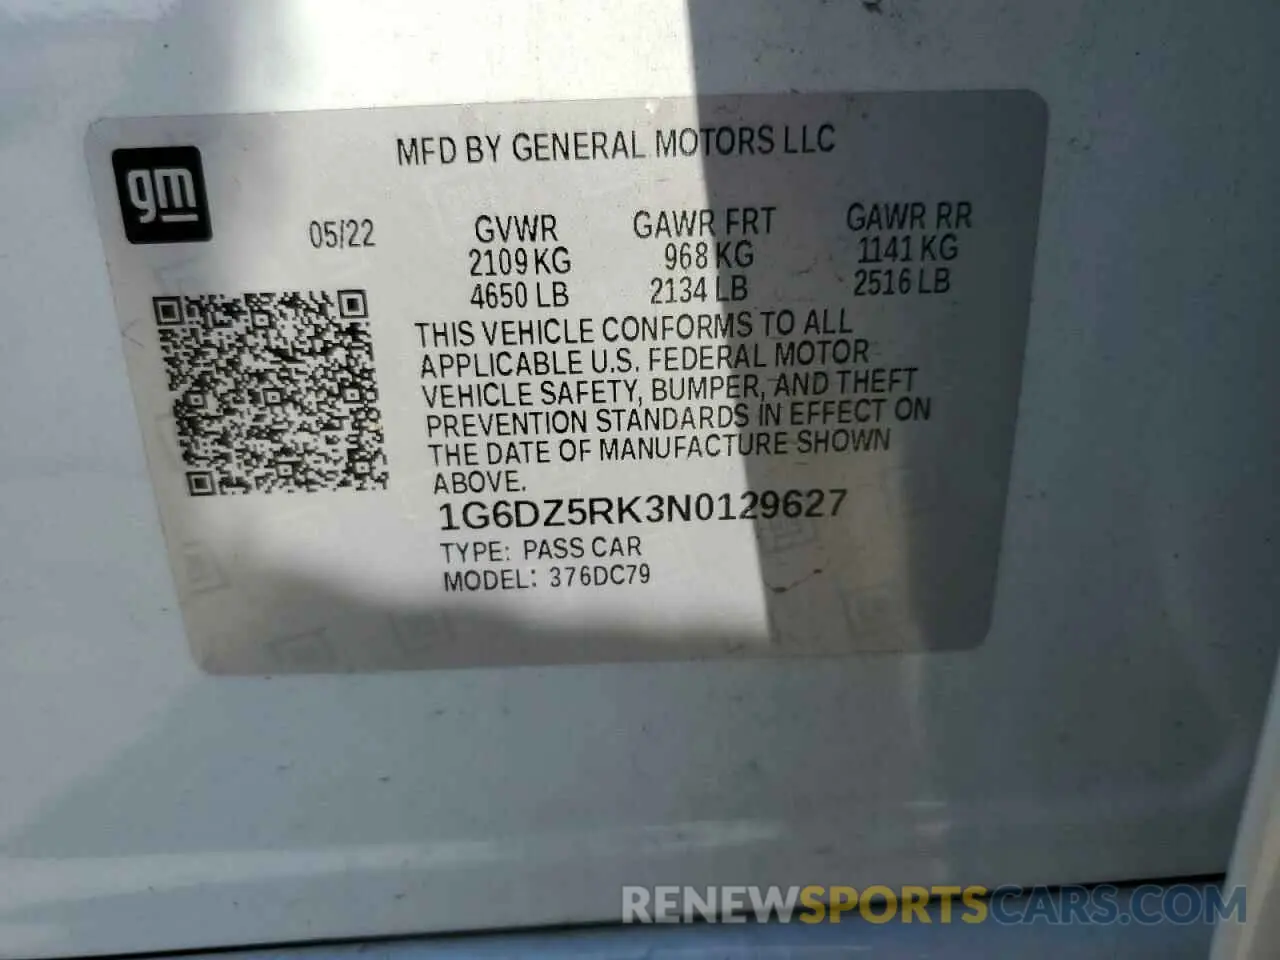 MFD BY GENERAL MOTORS LLC
gm
05/22
GVWR GAWR FRT GAWR RR
2109 KG 968 KG 1141 KG
4650 LB 2134 LB 2516 LB
THIS VEHICLE CONFORMS TO ALL
APPLICABLE U.S. FEDERAL MOTOR
VEHICLE SAFETY, BUMPER, AND THEFT
PREVENTION STANDARDS IN EFFECT ON
THE DATE OF MANUFACTURE SHOWN
ABOVE.
1G6DZ5RK3N0129627
TYPE: PASS CAR
MODEL: 376DC79
RENEWSPORTSCARS.COM